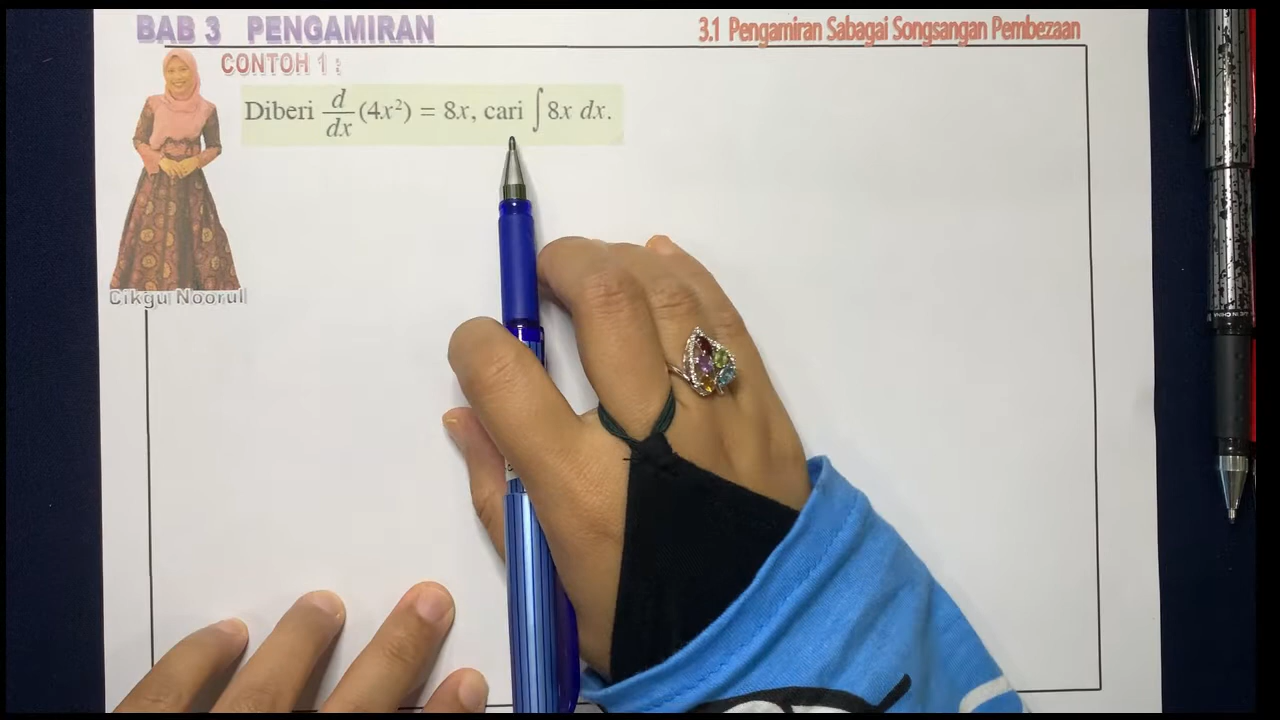 BAB 3 PENGAMIRAN
3.1 Pengamiran Sabagai Songsangan Pembezaan
CONTOH 1 :
Diberi d/dx (4x²) = 8x, cari ∫ 8x dx.
Cikgu Noorul